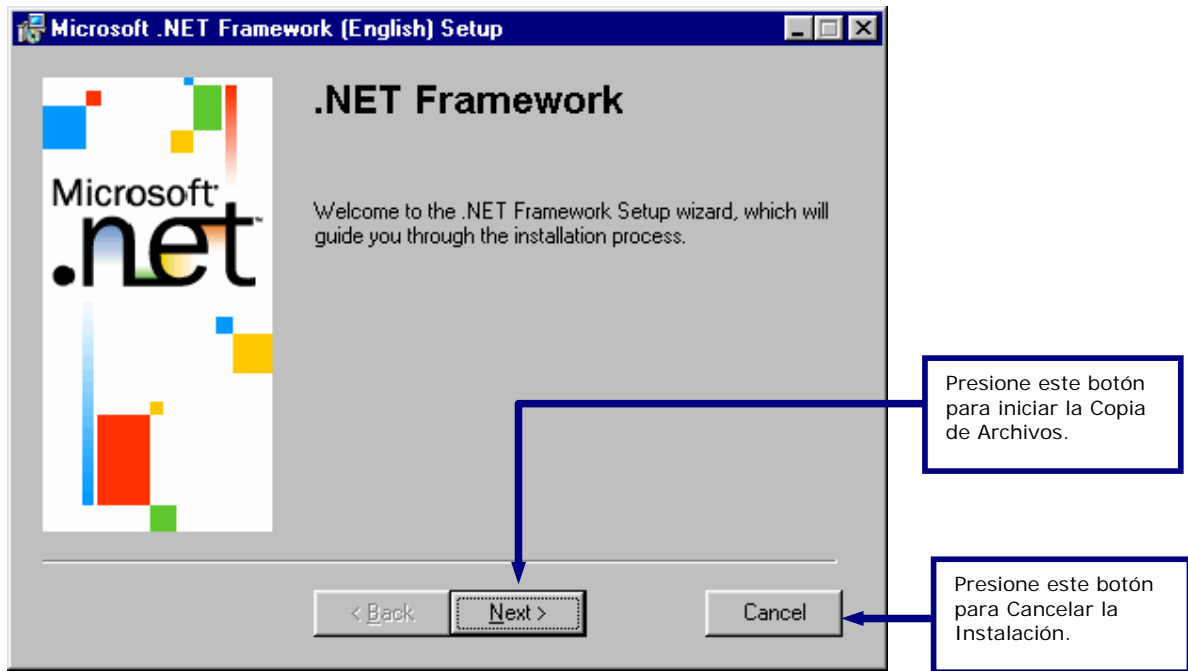 Microsoft .NET Framework (English) Setup
.NET Framework
Microsoft
.net™
Welcome to the .NET Framework Setup wizard, which will
guide you through the installation process.
Presione este botón
para iniciar la Copia
de Archivos.
< Back
Next >
Cancel
Presione este botón
para Cancelar la
Instalación.